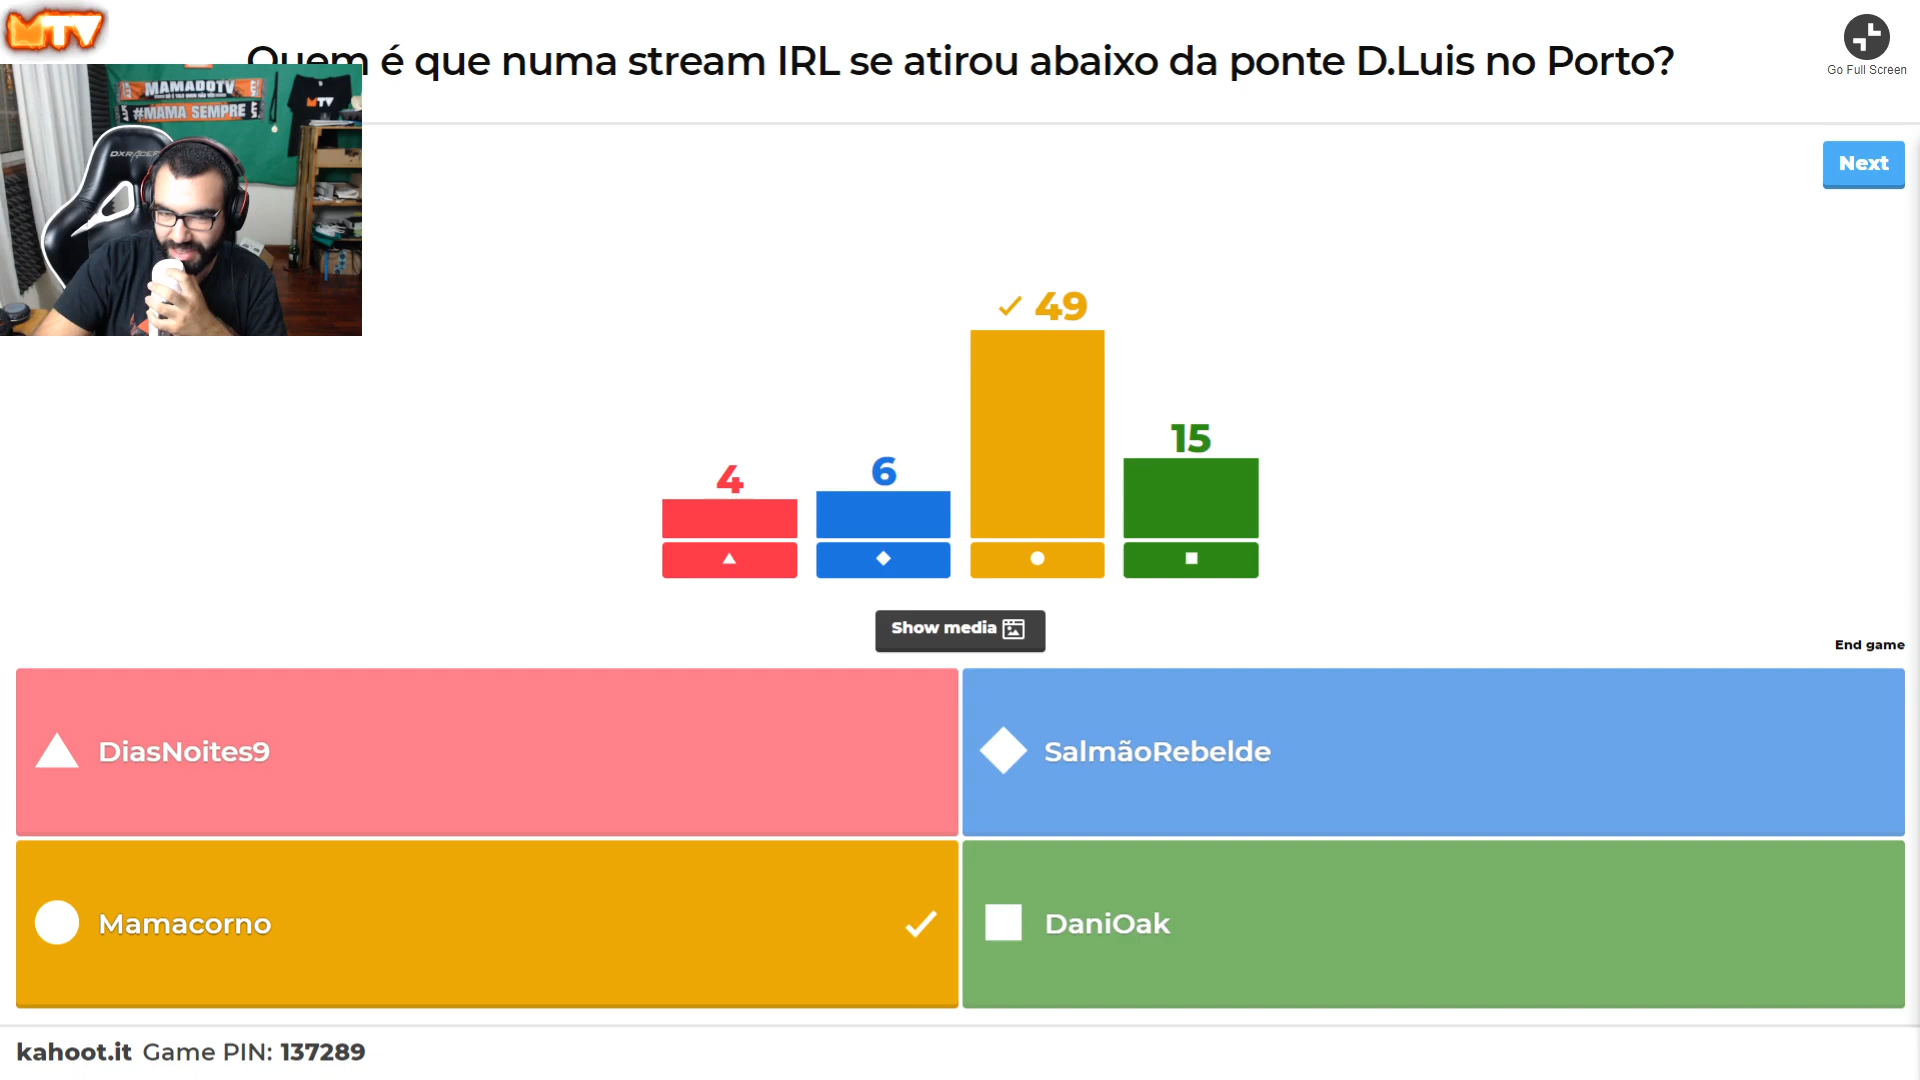 MTV
Quem é que numa stream IRL se atirou abaixo da ponte D.Luis no Porto?
Go Full Screen
MAMADOTV
#MAMA SEMPRE
MTV
DXRACER
Next
49
15
6
4
Show media
End game
DiasNoites9
SalmãoRebelde
Mamacorno
DaniOak
kahoot.it Game PIN: 137289